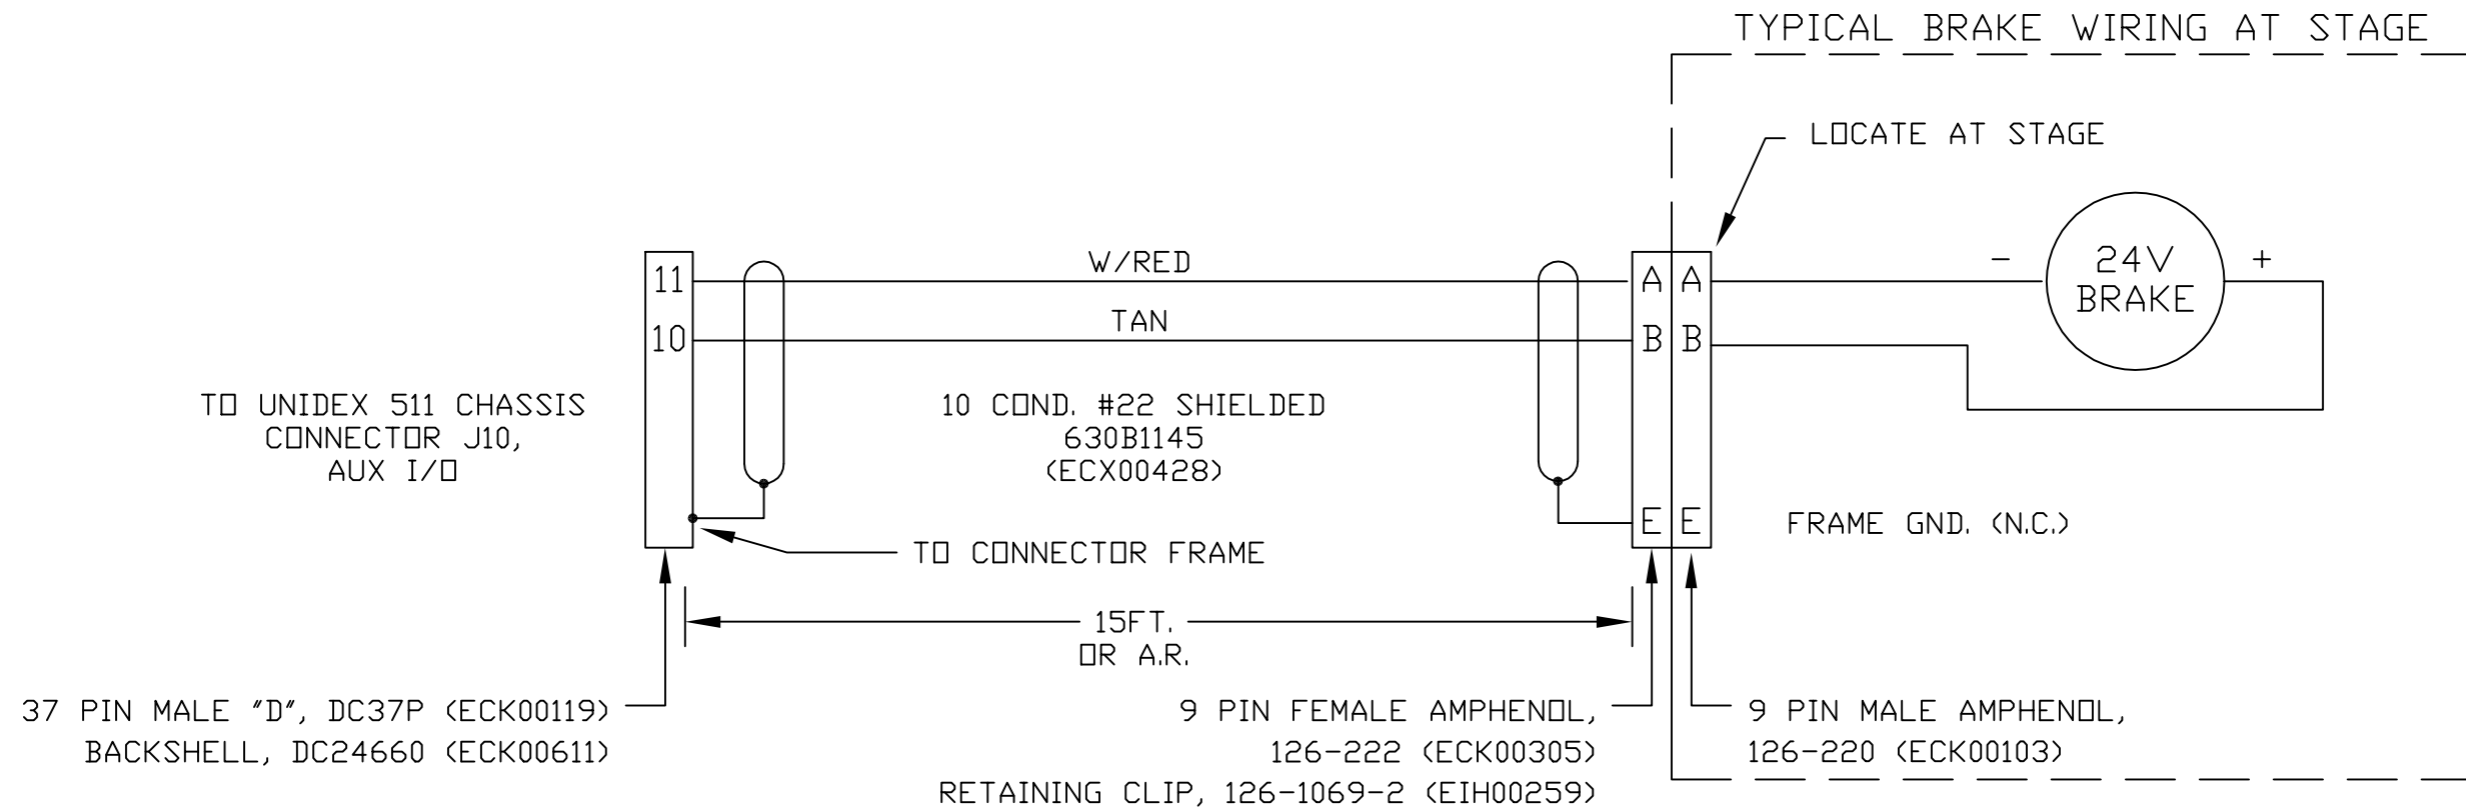 TYPICAL BRAKE WIRING AT STAGE
LOCATE AT STAGE
W/RED
TAN
11
10
A A
B B
E E
-
24V
BRAKE
+
TO UNIDEX 511 CHASSIS
CONNECTOR J10,
AUX I/O
10 COND. #22 SHIELDED
630B1145
(ECX00428)
FRAME GND. (N.C.)
TO CONNECTOR FRAME
15FT.
OR A.R.
37 PIN MALE "D", DC37P (ECK00119)
BACKSHELL, DC24660 (ECK00611)
9 PIN FEMALE AMPHENOL,
126-222 (ECK00305)
RETAINING CLIP, 126-1069-2 (EIH00259)
9 PIN MALE AMPHENOL,
126-220 (ECK00103)